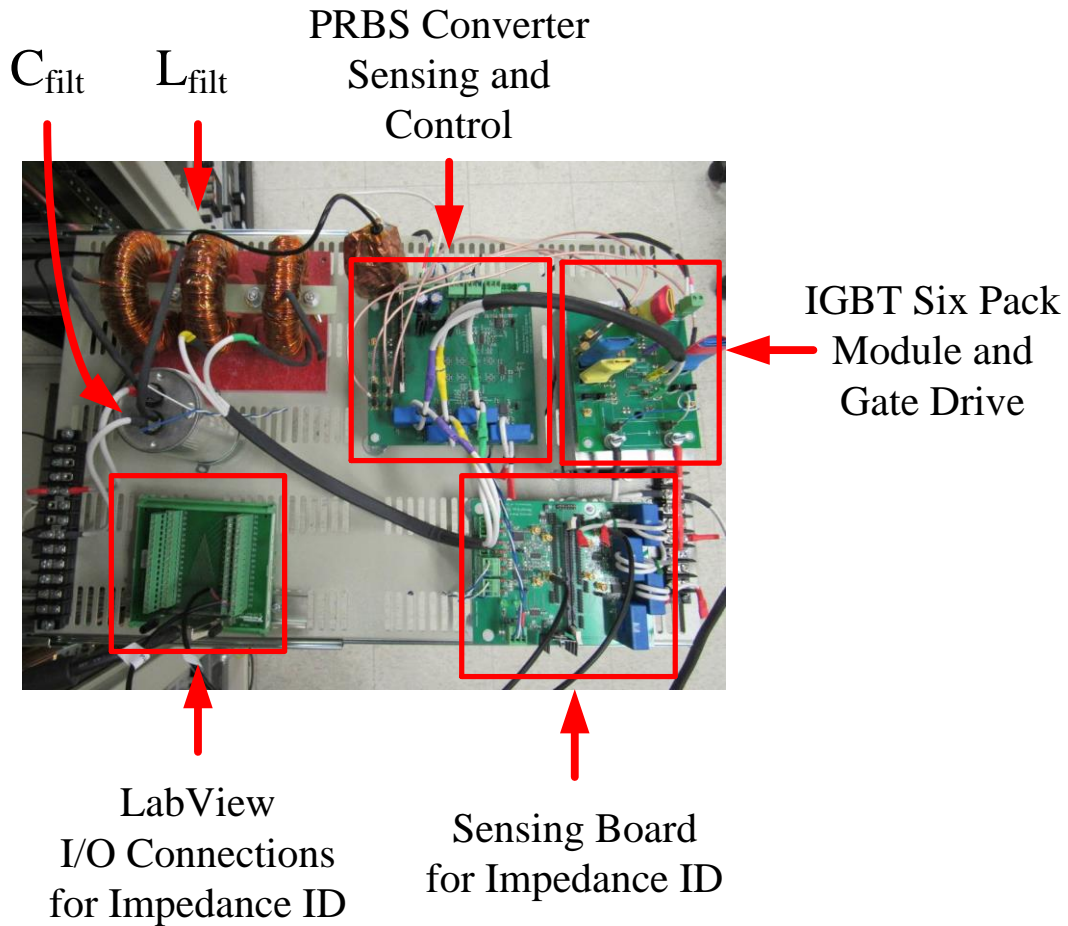 PRBS Converter
Sensing and
Control
C_filt
L_filt
IGBT Six Pack
Module and
Gate Drive
LabView
I/O Connections
for Impedance ID
Sensing Board
for Impedance ID